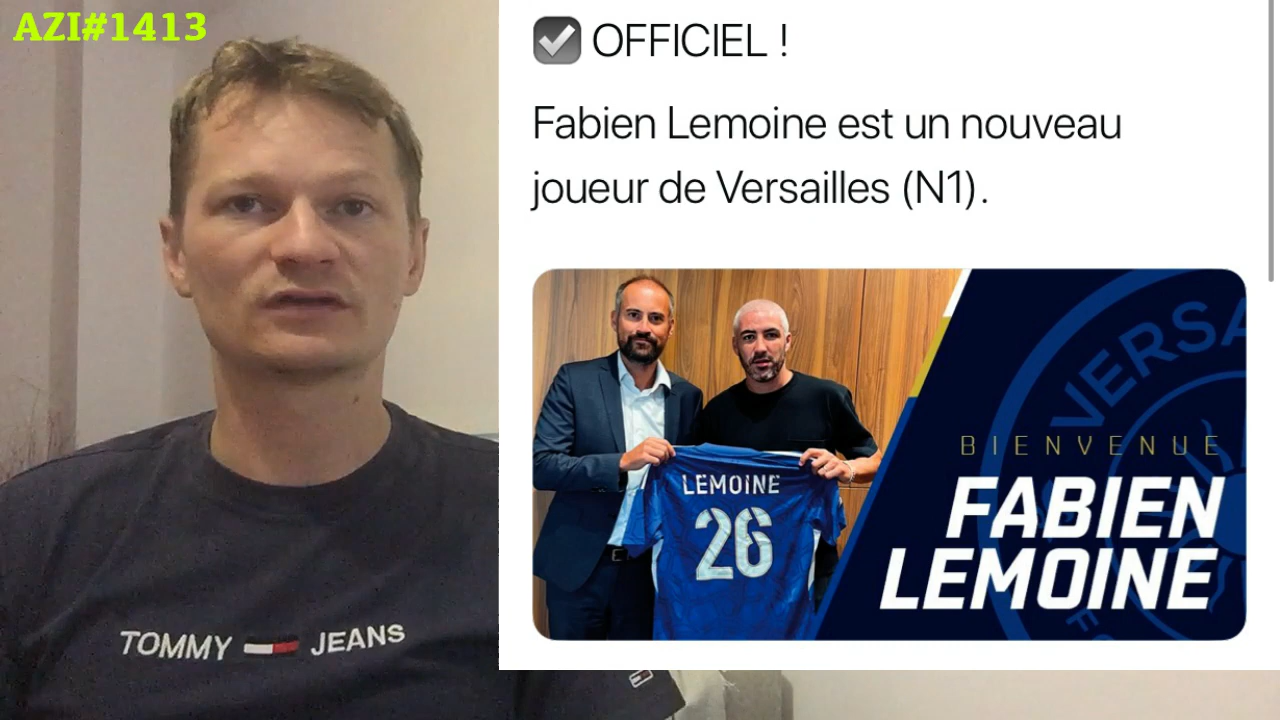 AZI#1413
☑ OFFICIEL !
Fabien Lemoine est un nouveau
joueur de Versailles (N1).
VERSA
BIENVENUE
FABIEN
LEMOINE
LEMOINE
26
F
TOMMY JEANS